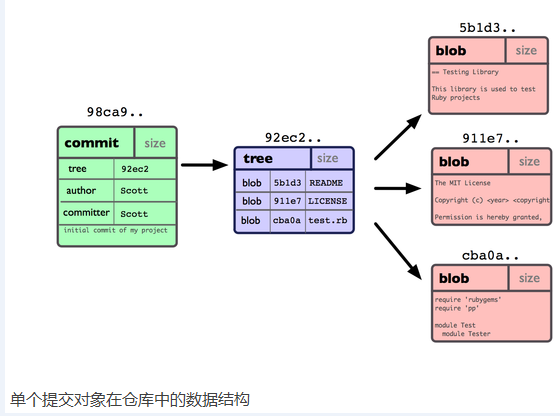 98ca9..
commit size
tree 92ec2
author Scott
committer Scott
initial commit of my project
92ec2..
tree size
blob 5b1d3 README
blob 911e7 LICENSE
blob cba0a test.rb
5b1d3..
blob size
== Testing Library
This library is used to test
Ruby projects
911e7..
blob size
The MIT License
Copyright (c) <year> <copyright
Permission is hereby granted,
cba0a..
blob size
require 'rubygems'
require 'pp'
module Test
module Tester
单个提交对象在仓库中的数据结构